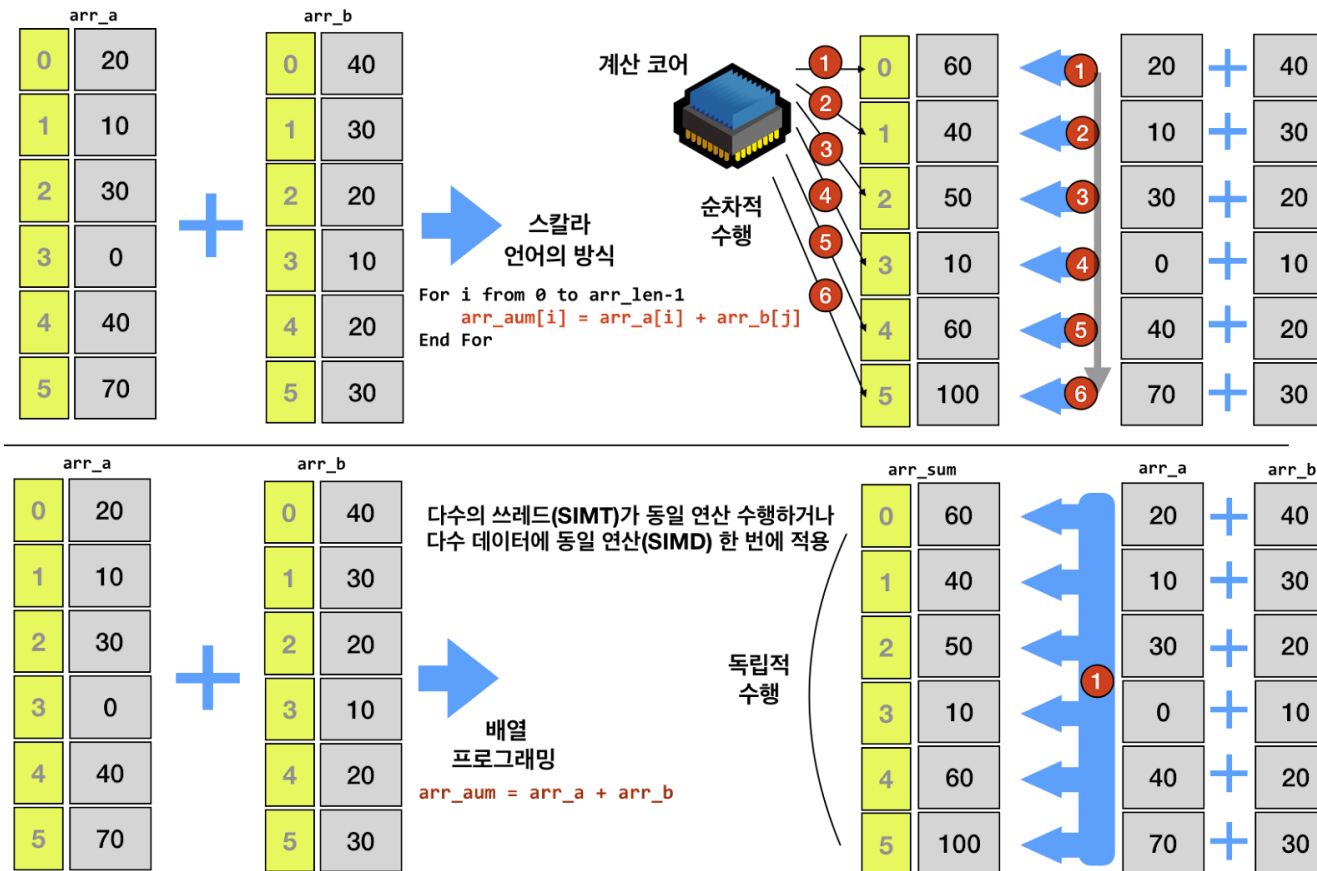 arr_a
0 20
1 10
2 30
3 0
4 40
5 70
arr_b
0 40
1 30
2 20
3 10
4 20
5 30
스칼라
언어의 방식
For i from 0 to arr_len-1
arr_aum[i] = arr_a[i] + arr_b[j]
End For
계산 코어
순차적
수행
1
2
3
4
5
6
0 60 1 20 + 40
1 40 2 10 + 30
2 50 3 30 + 20
3 10 4 0 + 10
4 60 5 40 + 20
5 100 6 70 + 30
arr_a
0 20
1 10
2 30
3 0
4 40
5 70
arr_b
0 40
1 30
2 20
3 10
4 20
5 30
다수의 쓰레드(SIMT)가 동일 연산 수행하거나
다수 데이터에 동일 연산(SIMD) 한 번에 적용
배열
프로그래밍
arr_aum = arr_a + arr_b
독립적
수행
arr_sum arr_a arr_b
0 60 20 + 40
1 40 10 + 30
2 50 30 + 20
1
3 10 0 + 10
4 60 40 + 20
5 100 70 + 30